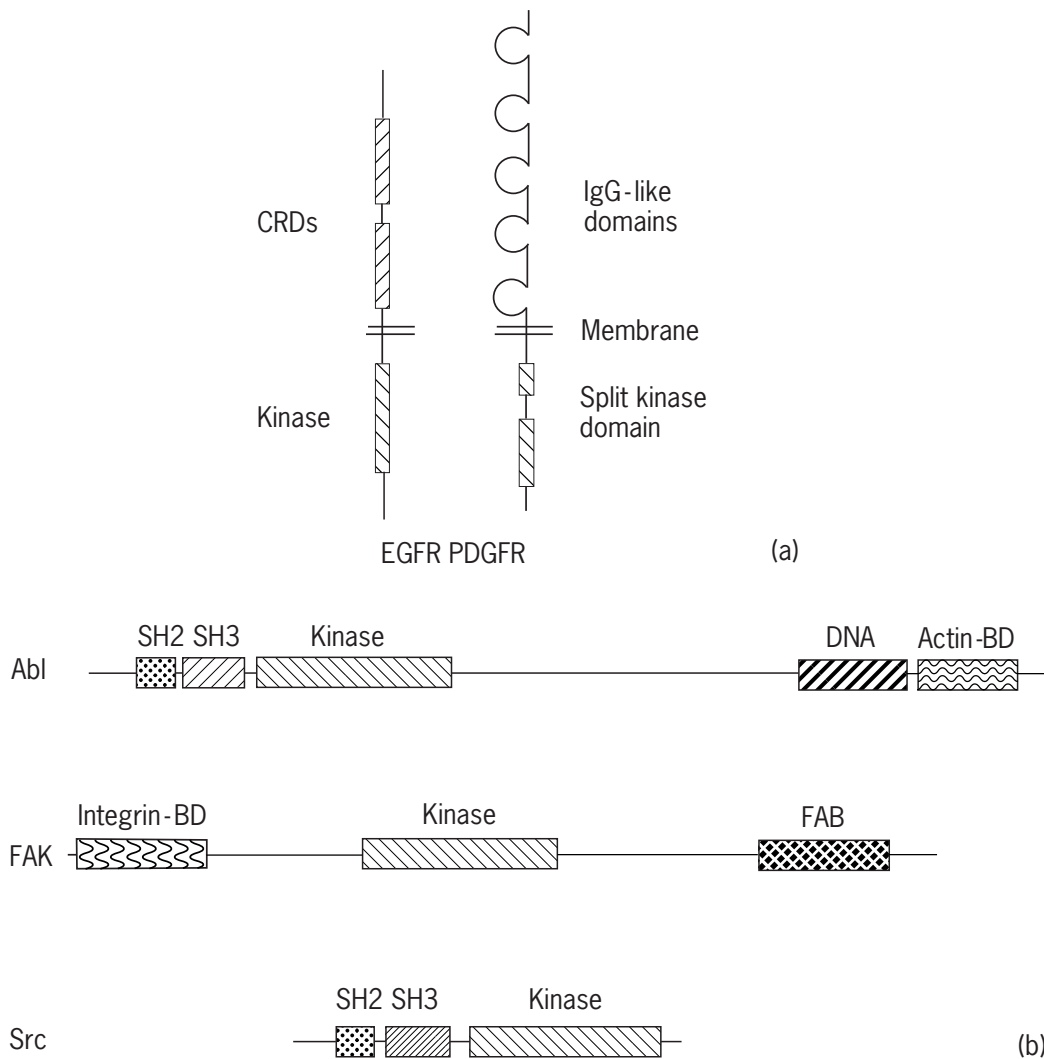 CRDs
IgG-like
domains
Membrane
Kinase
Split kinase
domain
EGFR PDGFR
(a)
SH2 SH3 Kinase DNA Actin-BD
Abl
Integrin-BD Kinase FAB
FAK
SH2 SH3 Kinase
Src
(b)